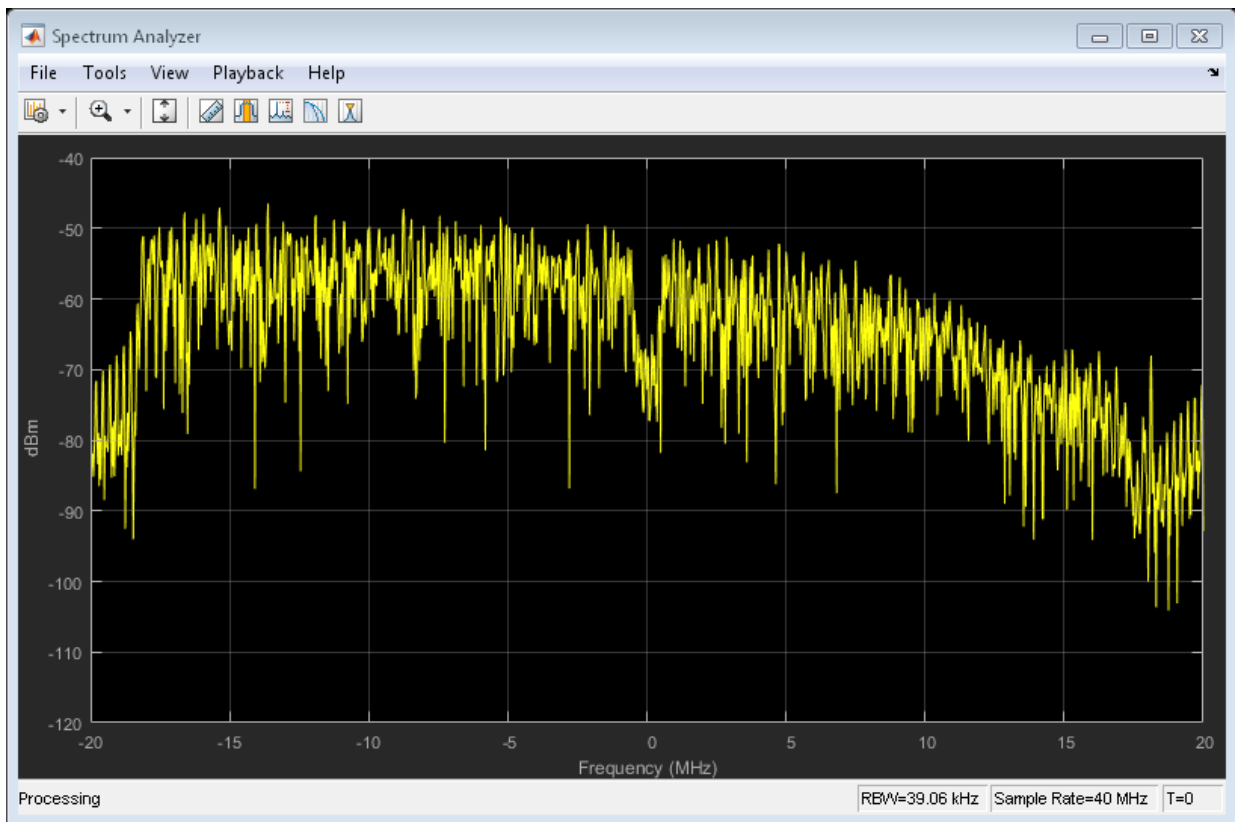 Spectrum Analyzer
File Tools View Playback Help
-40
-50
-60
-70
-80
-90
-100
-110
-120
dBm
-20 -15 -10 -5 0 5 10 15 20
Frequency (MHz)
Processing RBW=39.06 kHz Sample Rate=40 MHz T=0